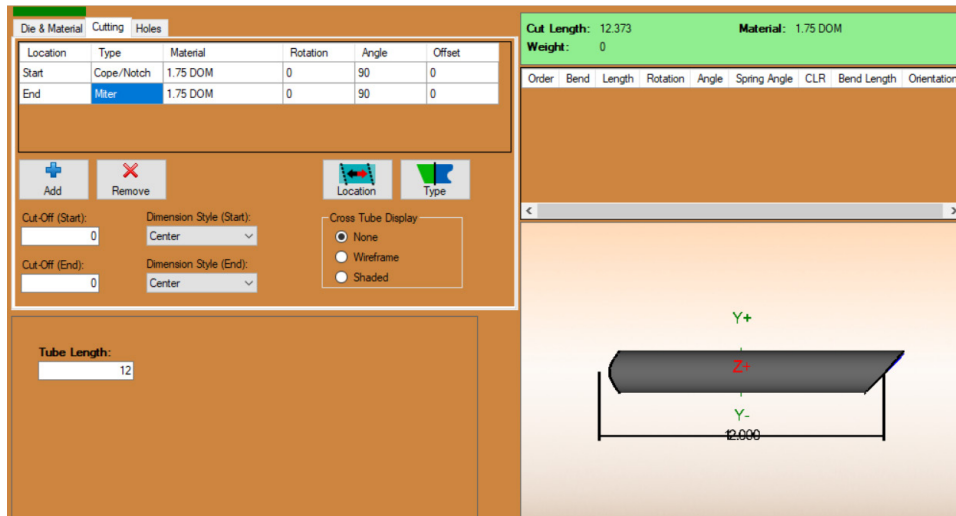 Die & Material Cutting Holes
Location Type Material Rotation Angle Offset
Start Cope/Notch 1.75 DOM 0 90 0
End Miter 1.75 DOM 0 90 0
Add Remove Location Type
Cut-Off (Start): Dimension Style (Start): Cross Tube Display
0 Center None
Wireframe
Cut-Off (End): Dimension Style (End):
0 Center Shaded
Tube Length:
12
Cut Length: 12.373 Material: 1.75 DOM
Weight: 0
Order Bend Length Rotation Angle Spring Angle CLR Bend Length Orientation
Y+
Z+
Y-
12.000